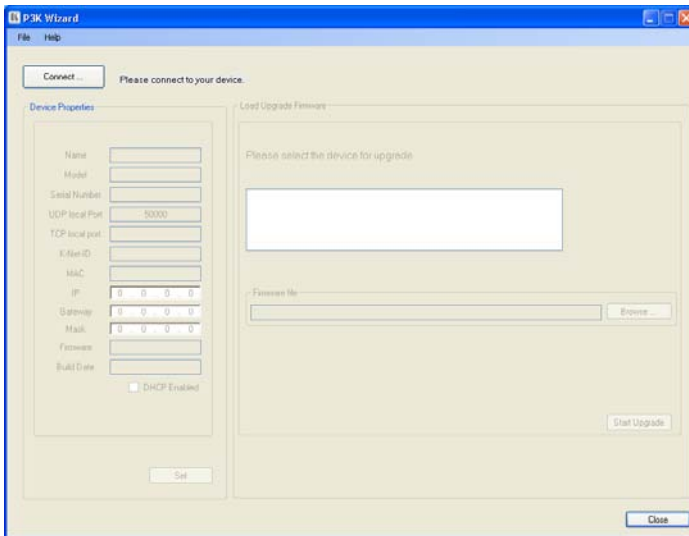 P3K Wizard
File Help
Connect ...
Please connect to your device.
Device Properties
Name
Model
Serial Number
UDP local Port 50000
TCP local port
K-Net-ID
MAC
IP 0 . 0 . 0 . 0
Gateway 0 . 0 . 0 . 0
Mask 0 . 0 . 0 . 0
Firmware
Build Date
DHCP Enabled
Set
Load Upgrade Firmware
Please select the device for upgrade
Firmware file
Browse ...
Start Upgrade
Close